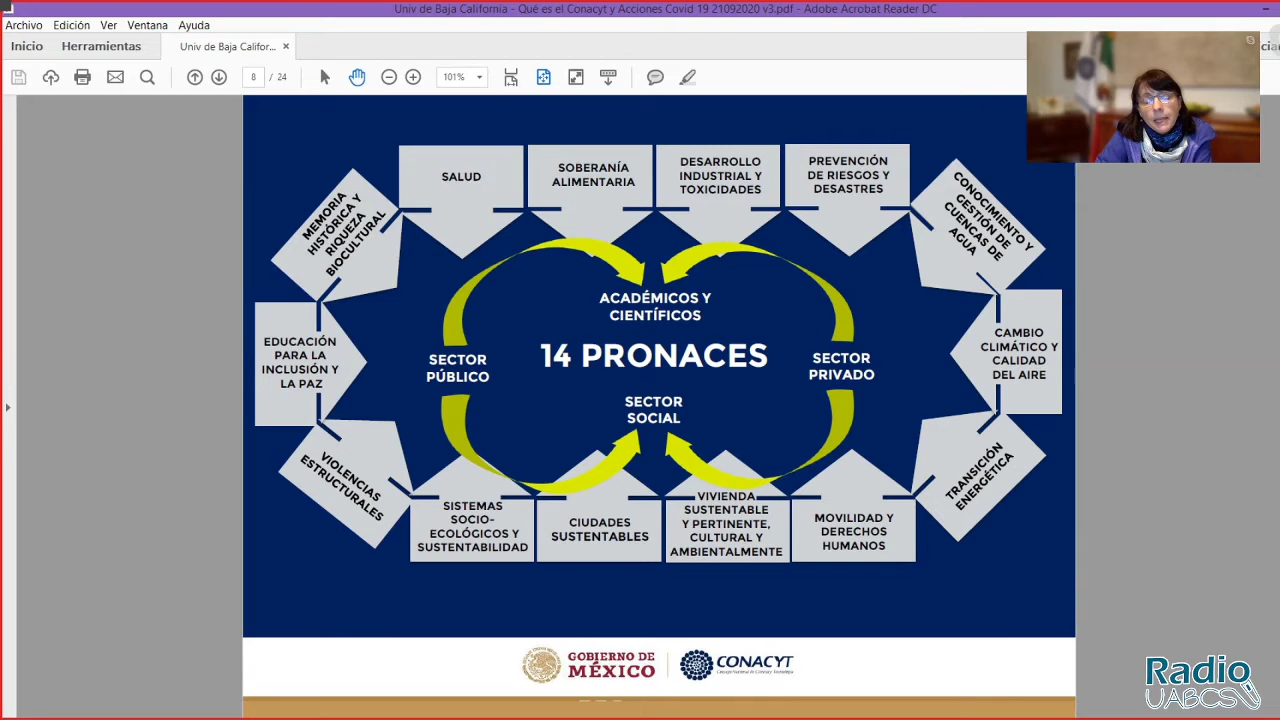 Univ de Baja California - Qué es el Conacyt y Acciones Covid 19 21092020 v3.pdf - Adobe Acrobat Reader DC
Archivo Edición Ver Ventana Ayuda
Inicio Herramientas Univ de Baja Califor... ×
8 / 24 101%
SALUD
SOBERANÍA
ALIMENTARIA
DESARROLLO
INDUSTRIAL Y
TOXICIDADES
PREVENCIÓN
DE RIESGOS Y
DESASTRES
CONOCIMIENTO Y
GESTIÓN DE
CUENCAS DE
AGUA
MEMORIA
HISTÓRICA Y
RIQUEZA
BIOCULTURAL
ACADÉMICOS Y
CIENTÍFICOS
EDUCACIÓN
PARA LA
INCLUSIÓN Y
LA PAZ
SECTOR
PÚBLICO
14 PRONACES
SECTOR
PRIVADO
CAMBIO
CLIMÁTICO Y
CALIDAD
DEL AIRE
SECTOR
SOCIAL
VIOLENCIAS
ESTRUCTURALES
SISTEMAS
SOCIO-
ECOLÓGICOS Y
SUSTENTABILIDAD
CIUDADES
SUSTENTABLES
VIVIENDA
SUSTENTABLE
Y PERTINENTE,
CULTURAL Y
AMBIENTALMENTE
MOVILIDAD Y
DERECHOS
HUMANOS
TRANSICIÓN
ENERGÉTICA
GOBIERNO DE
MÉXICO
CONACYT
Consejo Nacional de Ciencia y Tecnología
Radio
UABCS